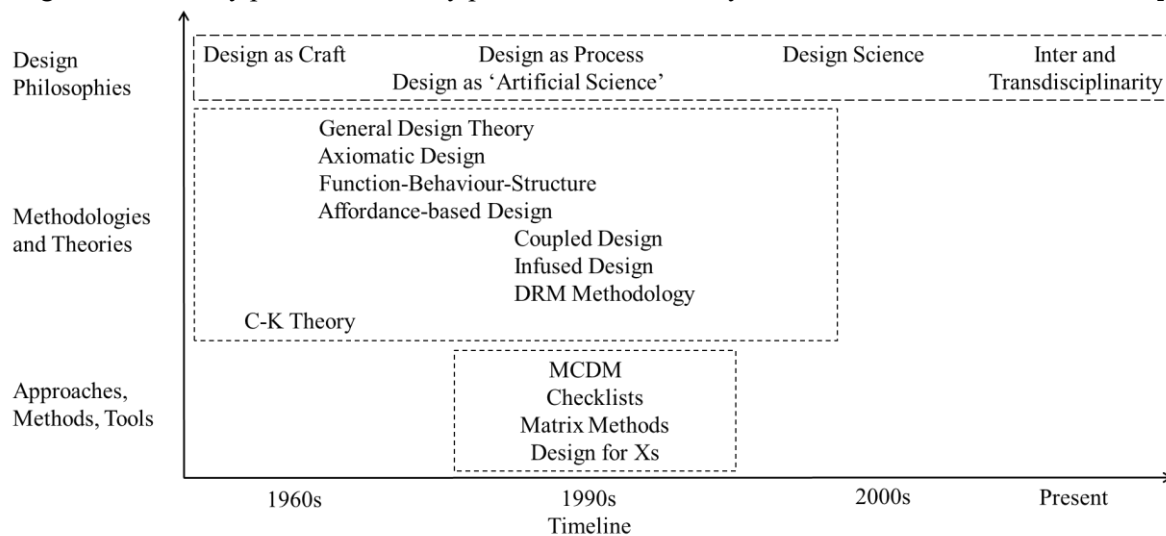 Design
Philosophies
Design as Craft
Design as Process
Design Science
Inter and
Design as ‘Artificial Science’
Transdisciplinarity
Methodologies
and Theories
General Design Theory
Axiomatic Design
Function-Behaviour-Structure
Affordance-based Design
Coupled Design
Infused Design
DRM Methodology
C-K Theory
Approaches,
Methods, Tools
MCDM
Checklists
Matrix Methods
Design for Xs
1960s
1990s
2000s
Present
Timeline